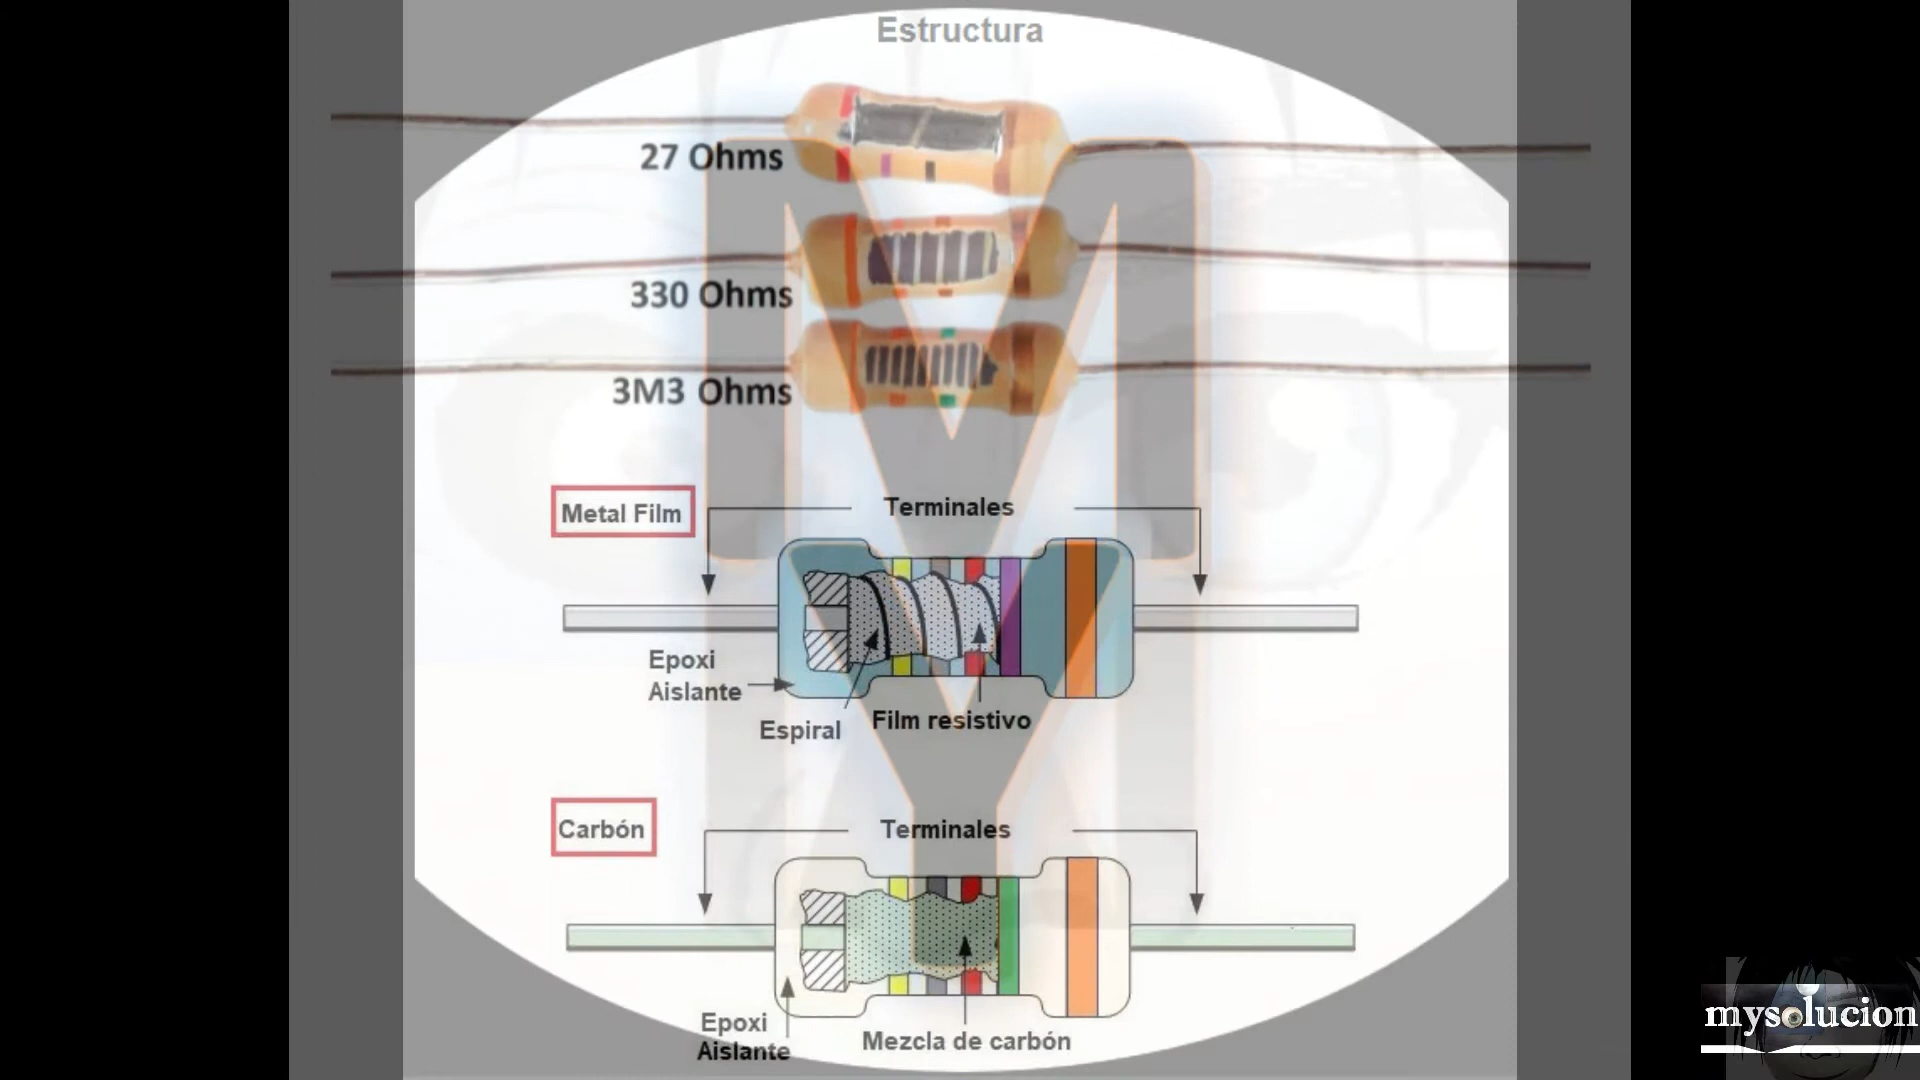 Estructura
27 Ohms
330 Ohms
3M3 Ohms
Metal Film
Terminales
Epoxi
Aislante
Espiral
Film resistivo
Carbón
Terminales
Epoxi
Aislante
Mezcla de carbón
mysolucion